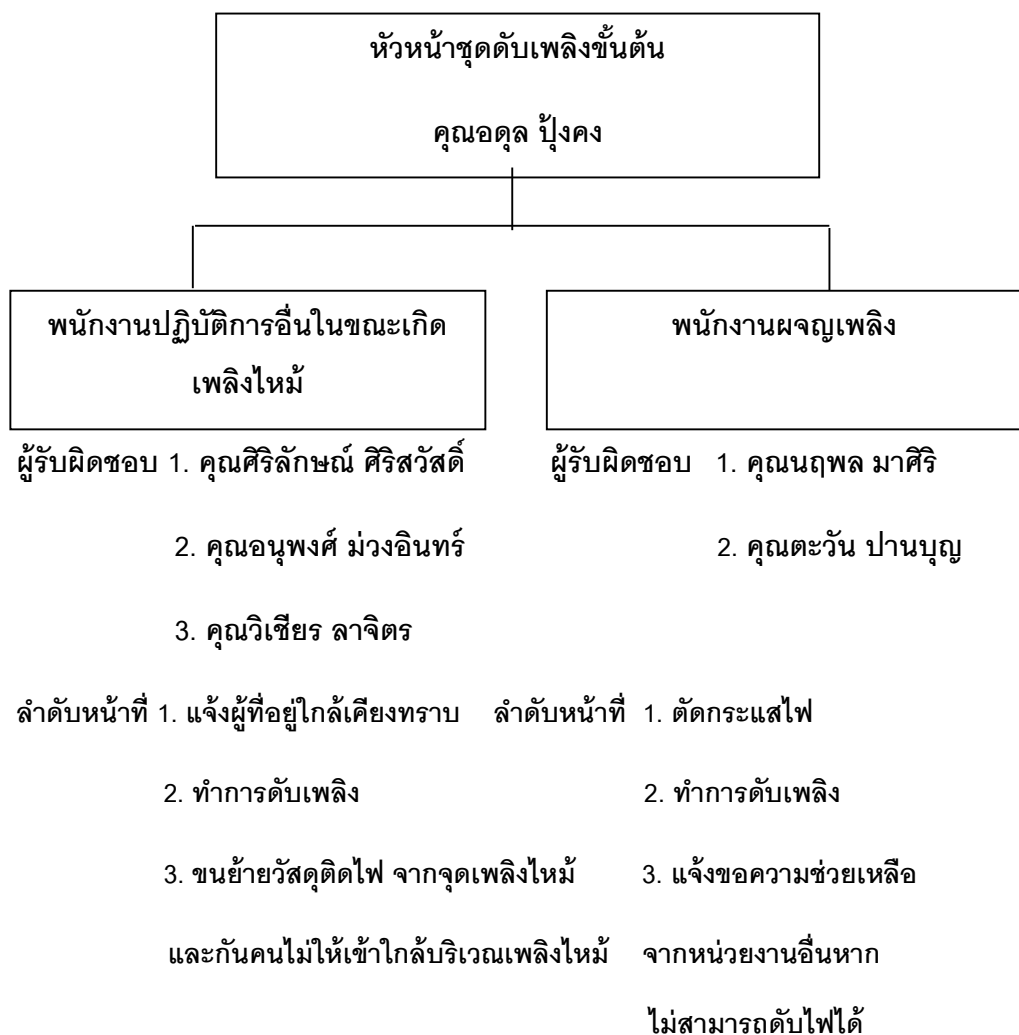 หัวหน้าชุดดับเพลิงขั้นต้น
คุณอดุล ปุ้งคง
พนักงานปฏิบัติการอื่นในขณะเกิด
เพลิงไหม้
พนักงานผจญเพลิง
ผู้รับผิดชอบ 1. คุณศิริลักษณ์ ศิริสวัสดิ์
2. คุณอนุพงศ์ ม่วงอินทร์
3. คุณวิเชียร ลาจิตร
ผู้รับผิดชอบ 1. คุณนฤพล มาศิริ
2. คุณตะวัน ปานบุญ
ลำดับหน้าที่ 1. แจ้งผู้ที่อยู่ใกล้เคียงทราบ
2. ทำการดับเพลิง
3. ขนย้ายวัสดุติดไฟ จากจุดเพลิงไหม้
และกันคนไม่ให้เข้าใกล้บริเวณเพลิงไหม้
ลำดับหน้าที่ 1. ตัดกระแสไฟ
2. ทำการดับเพลิง
3. แจ้งขอความช่วยเหลือ
จากหน่วยงานอื่นหาก
ไม่สามารถดับไฟได้